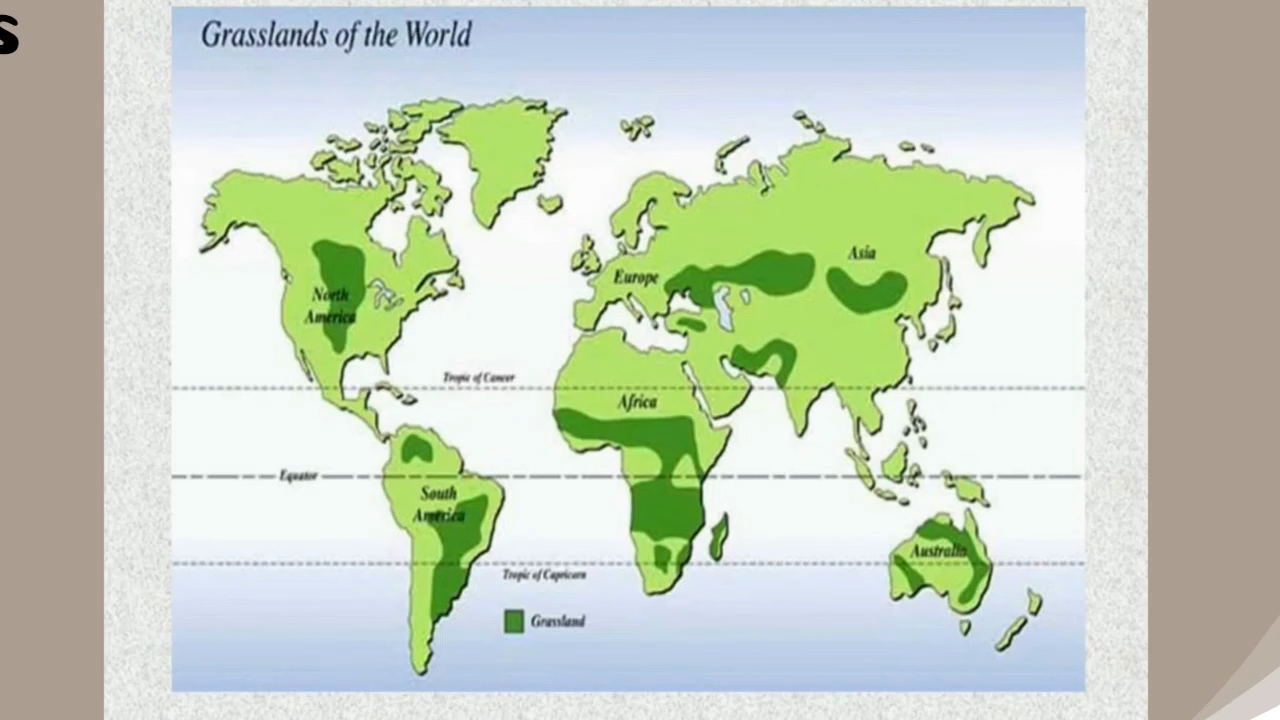 s
Grasslands of the World
Asia
Europe
North
America
Tropic of Cancer
Africa
Equator
South
America
Australia
Tropic of Capricorn
Grassland